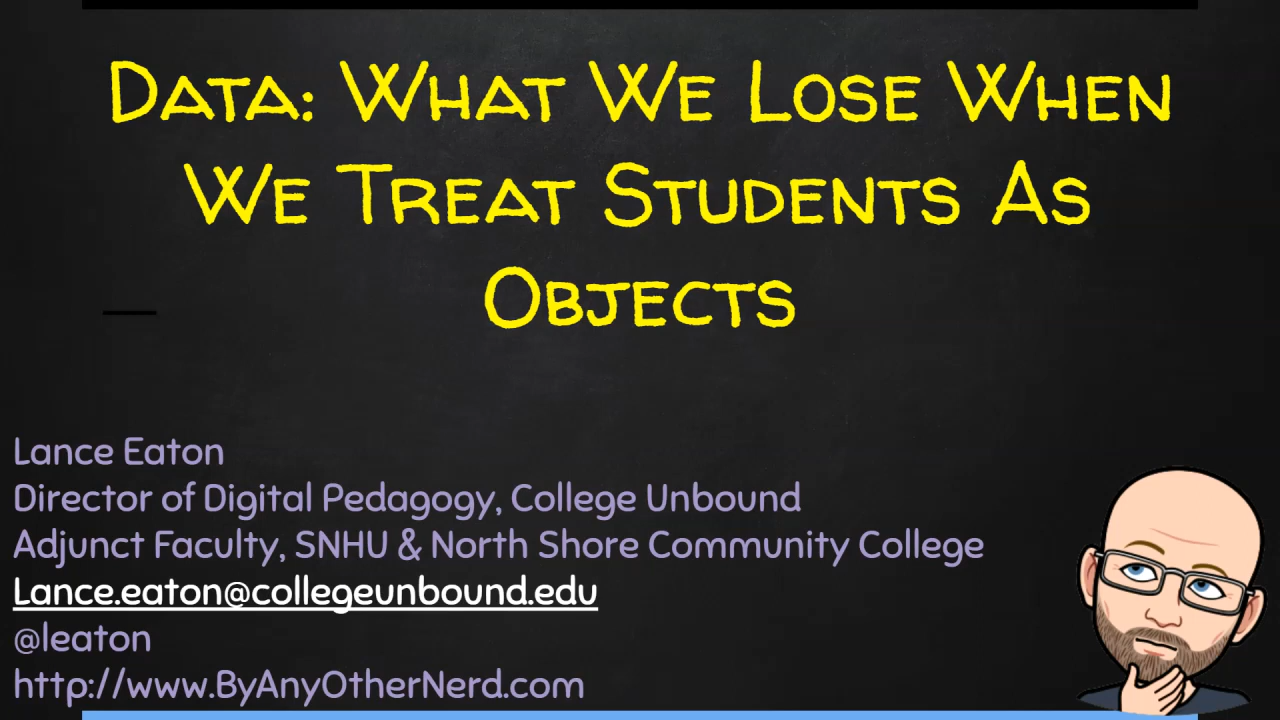 Data: What We Lose When
We Treat Students As
Objects
Lance Eaton
Director of Digital Pedagogy, College Unbound
Adjunct Faculty, SNHU & North Shore Community College
Lance.eaton@collegeunbound.edu
@leaton
http://www.ByAnyOtherNerd.com